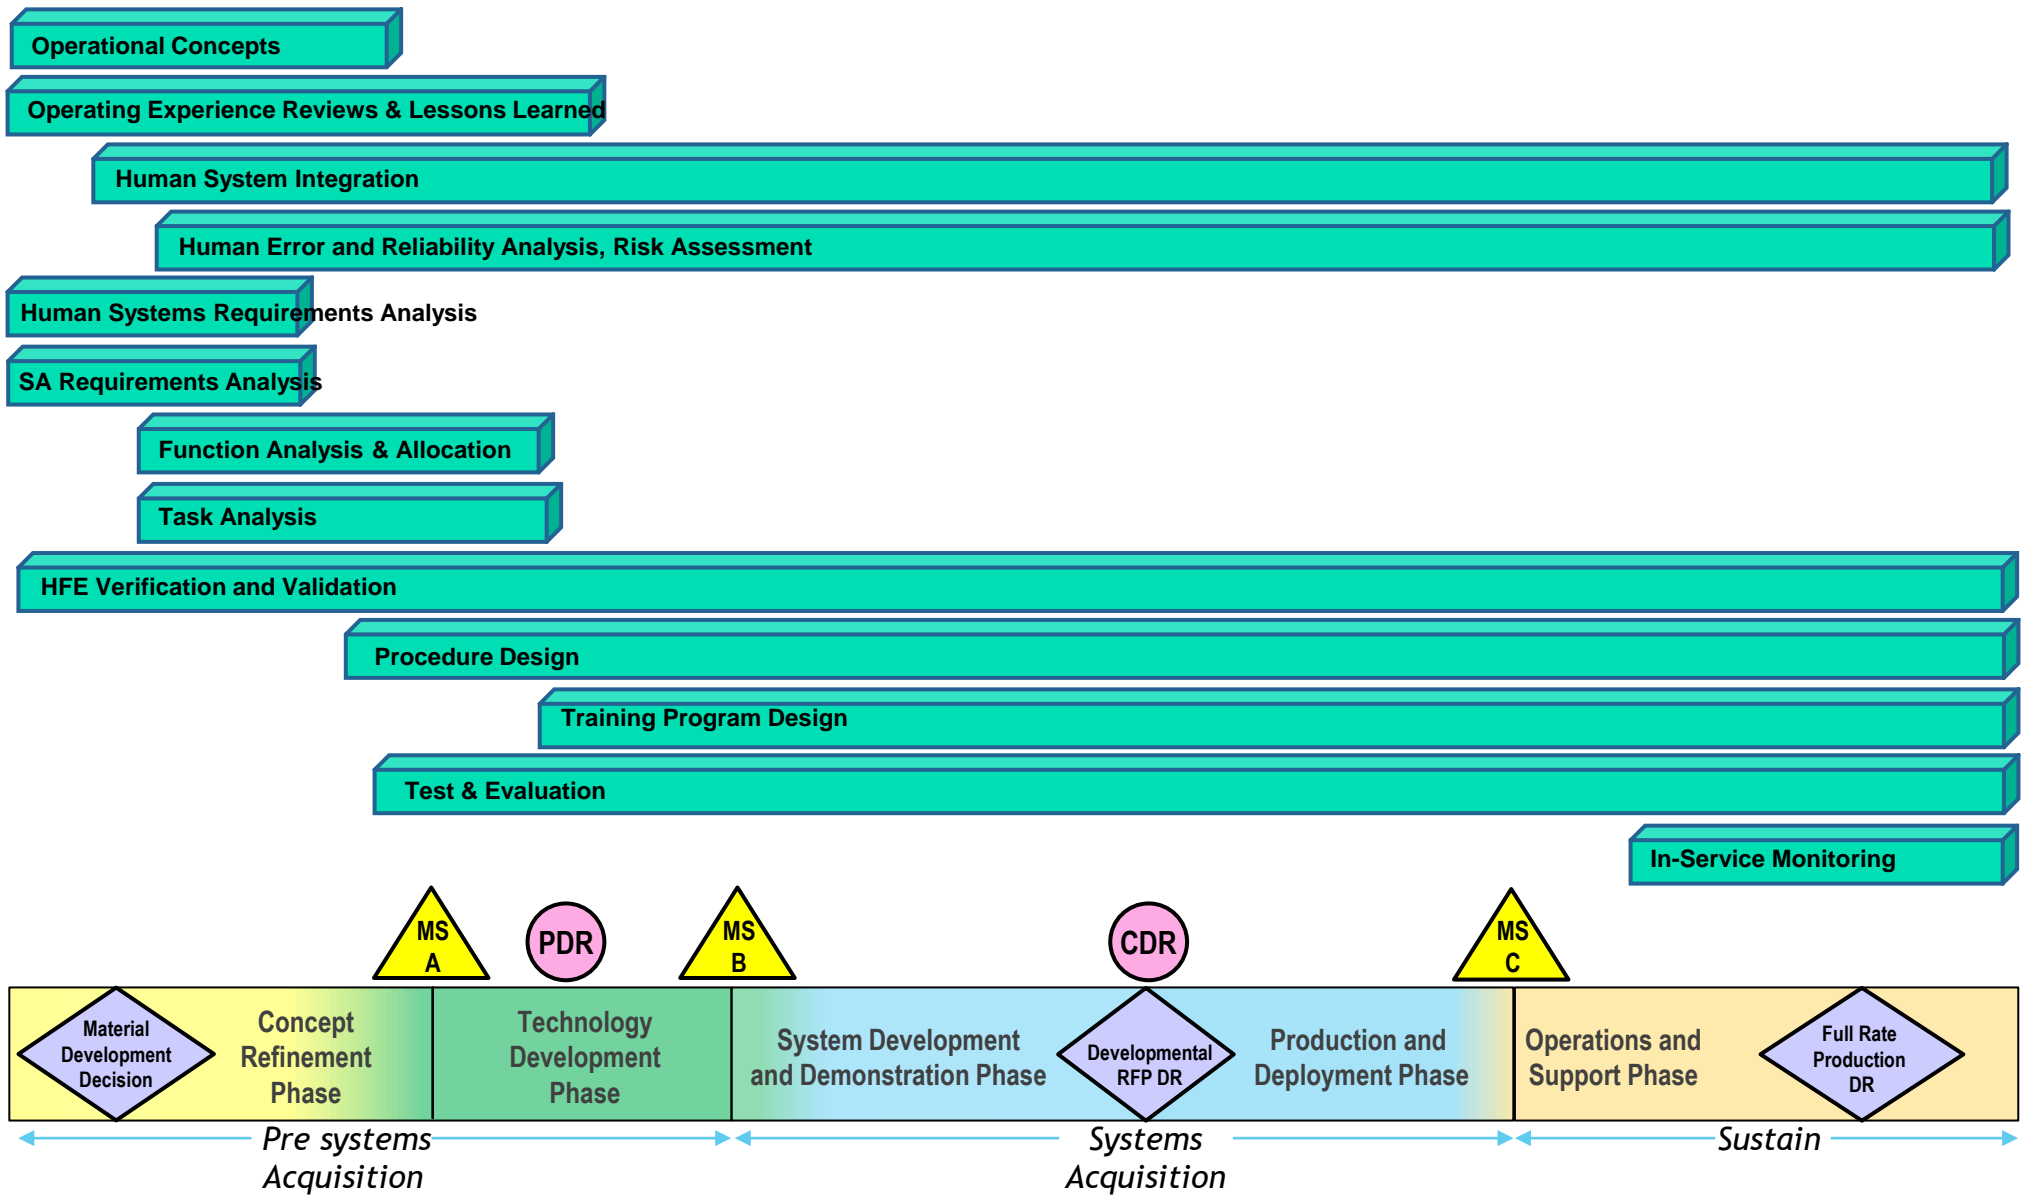 Operational Concepts
Operating Experience Reviews & Lessons Learned
Human System Integration
Human Error and Reliability Analysis, Risk Assessment
Human Systems Requirements Analysis
SA Requirements Analysis
Function Analysis & Allocation
Task Analysis
HFE Verification and Validation
Procedure Design
Training Program Design
Test & Evaluation
In-Service Monitoring
MS
A
PDR
MS
B
CDR
MS
C
Material
Development
Decision
Concept
Refinement
Phase
Technology
Development
Phase
System Development
and Demonstration Phase
Developmental
RFP DR
Production and
Deployment Phase
Operations and
Support Phase
Full Rate
Production
DR
Pre systems
Acquisition
Systems
Acquisition
Sustain